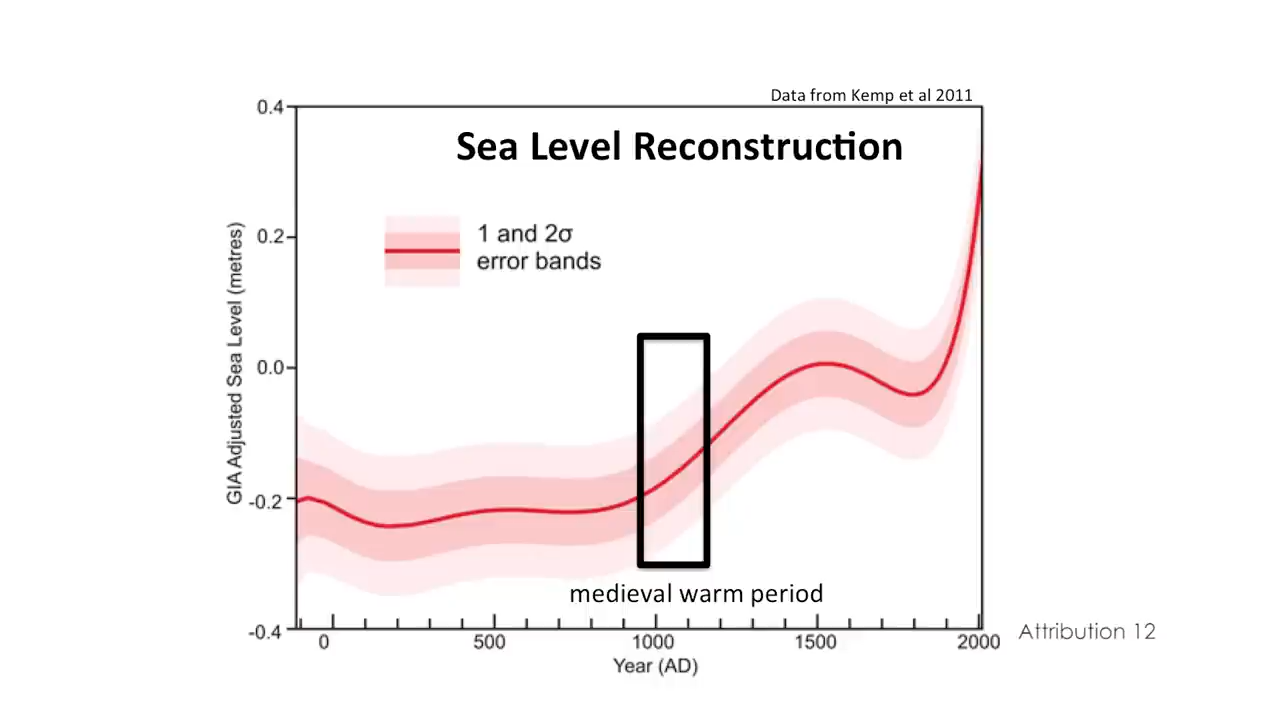 Data from Kemp et al 2011
0.4
Sea Level Reconstruction
1 and 2σ
error bands
0.2
0.0
-0.2
-0.4
GIA Adjusted Sea Level (metres)
medieval warm period
0 500 1000 1500 2000
Year (AD)
Attribution 12